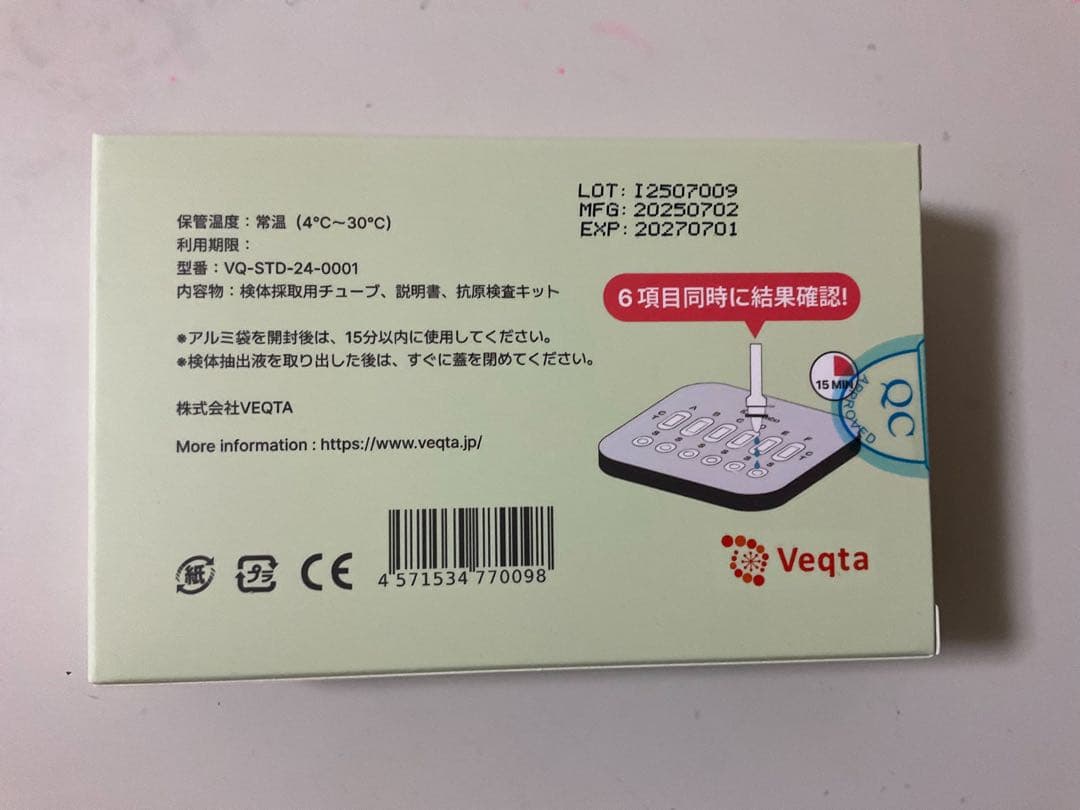 LOT: I2507009
MFG: 20250702
EXP: 20270701
保管温度：常温（4℃～30℃）
利用期限：
型番：VQ-STD-24-0001
内容物：検体採取用チューブ、説明書、抗原検査キット
※アルミ袋を開封後は、15分以内に使用してください。
※検体抽出液を取り出した後は、すぐに蓋を閉めてください。
株式会社VEQTA
More information : https://www.veqta.jp/
6項目同時に結果確認!
15 MIN
QC
APPROVED
A B C D E F
C T
C T
S S S S S S
紙
プラ
CE
4 571534 770098
Veqta